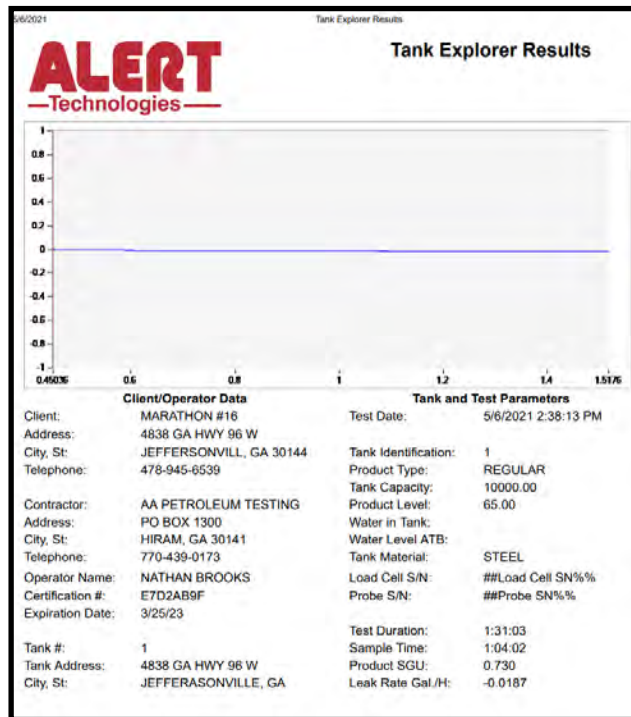 5/6/2021 Tank Explorer Results
ALERT
Technologies
Tank Explorer Results
1
0.8
0.6
0.4
0.2
0
-0.2
-0.4
-0.6
-0.8
-1
0.45036 0.6 0.8 1 1.2 1.4 1.5176
Client/Operator Data
Client: MARATHON #16
Address: 4838 GA HWY 96 W
City, St: JEFFERSONVILL, GA 30144
Telephone: 478-945-6539
Contractor: AA PETROLEUM TESTING
Address: PO BOX 1300
City, St: HIRAM, GA 30141
Telephone: 770-439-0173
Operator Name: NATHAN BROOKS
Certification #: E7D2AB9F
Expiration Date: 3/25/23
Tank #: 1
Tank Address: 4838 GA HWY 96 W
City, St: JEFFERASONVILLE, GA
Tank and Test Parameters
Test Date: 5/6/2021 2:38:13 PM
Tank Identification: 1
Product Type: REGULAR
Tank Capacity: 10000.00
Product Level: 65.00
Water in Tank:
Water Level ATB:
Tank Material: STEEL
Load Cell S/N: ##Load Cell SN%%
Probe S/N: ##Probe SN%%
Test Duration: 1:31:03
Sample Time: 1:04:02
Product SGU: 0.730
Leak Rate Gal./H: -0.0187